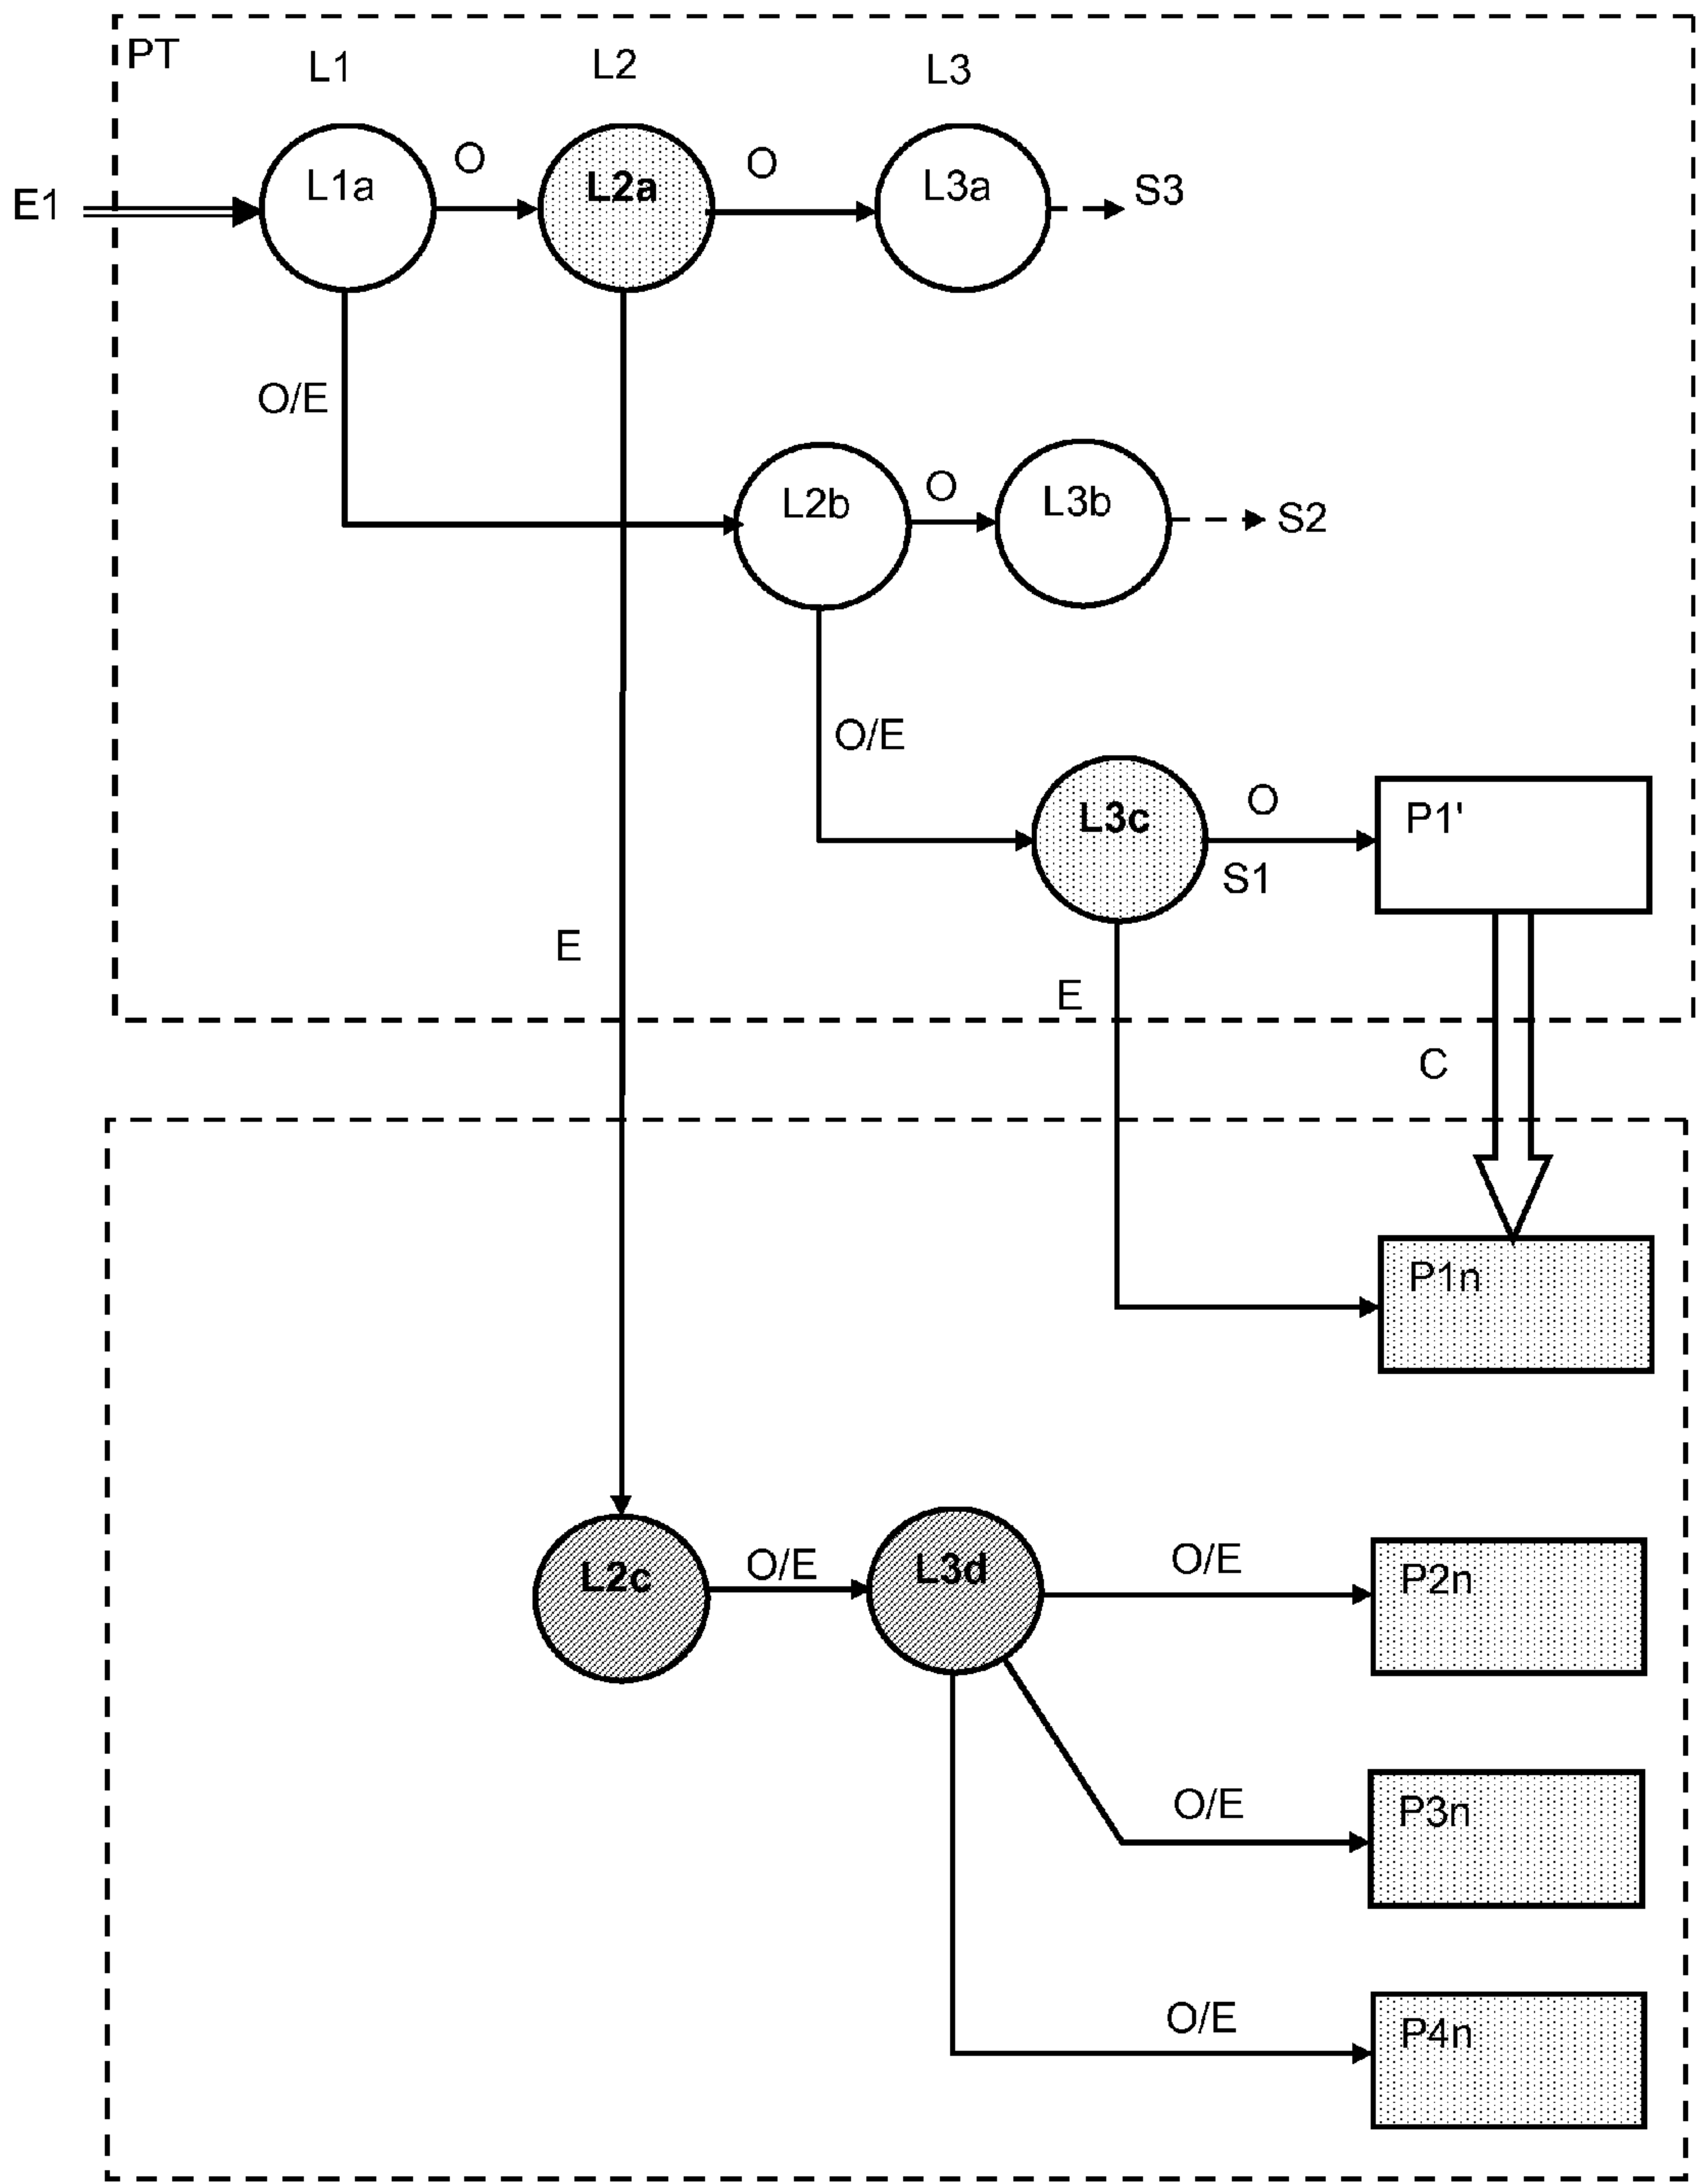 PT
L1
L2
L3
E1
L1a
O
L2a
O
L3a
S3
O/E
L2b
O
L3b
S2
O/E
L3c
O
S1
P1'
E
E
C
P1n
L2c
O/E
L3d
O/E
P2n
O/E
P3n
O/E
P4n